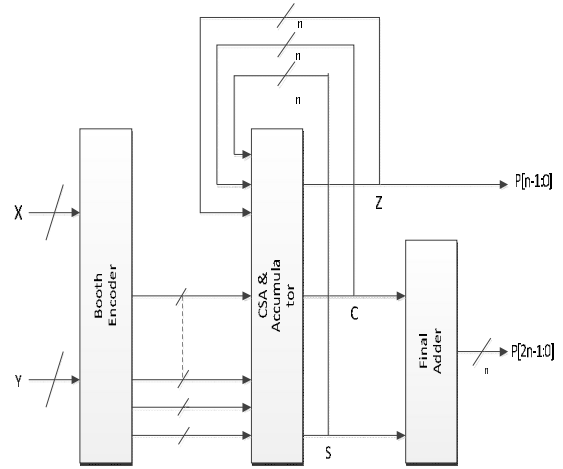 n
n
n
X
Y
Booth
Encoder
CSA &
Accumula
tor
Z
C
S
Final
Adder
P[n-1:0]
P[2n-1:0]
n